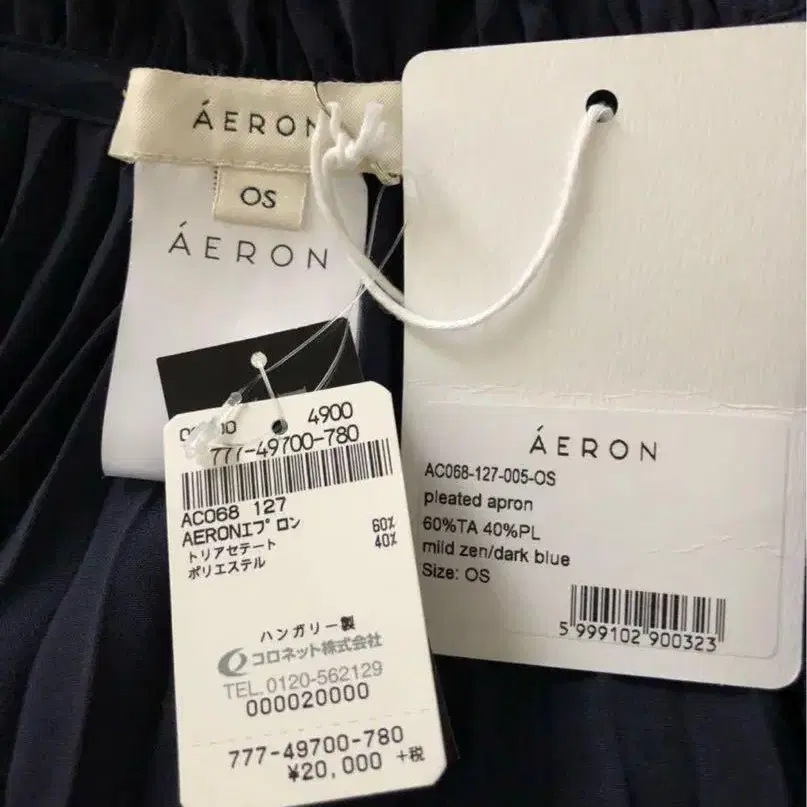 ÁERON
OS
ÁERON
4900
777-49700-780
AC068 127
AERONエプロン
トリアセテート 60%
ポリエステル 40%
ハンガリー製
コロネット株式会社
TEL.0120-562129
000020000
777-49700-780
¥20,000 +税
ÁERON
AC068-127-005-OS
pleated apron
60%TA 40%PL
mild zen/dark blue
Size: OS
5 999102 900323